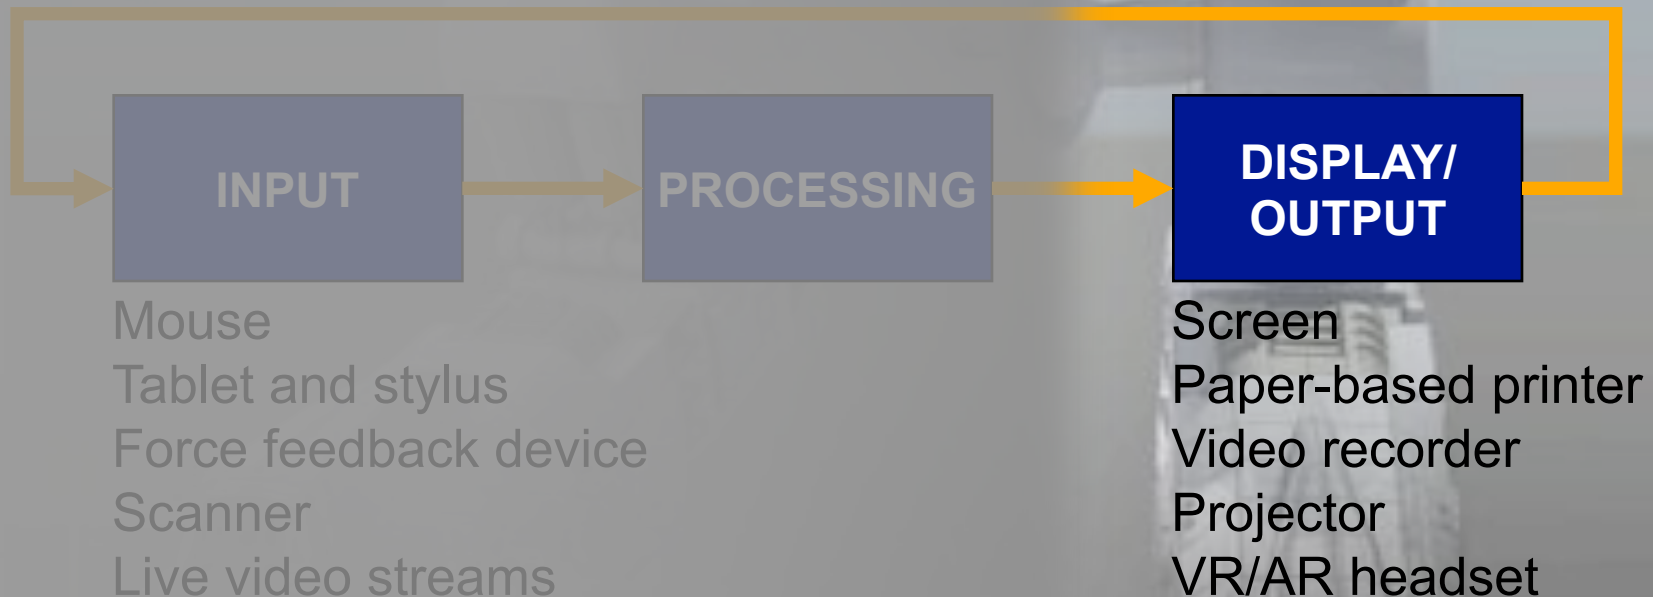 INPUT
PROCESSING
DISPLAY/
OUTPUT
Mouse
Tablet and stylus
Force feedback device
Scanner
Live video streams
Screen
Paper-based printer
Video recorder
Projector
VR/AR headset